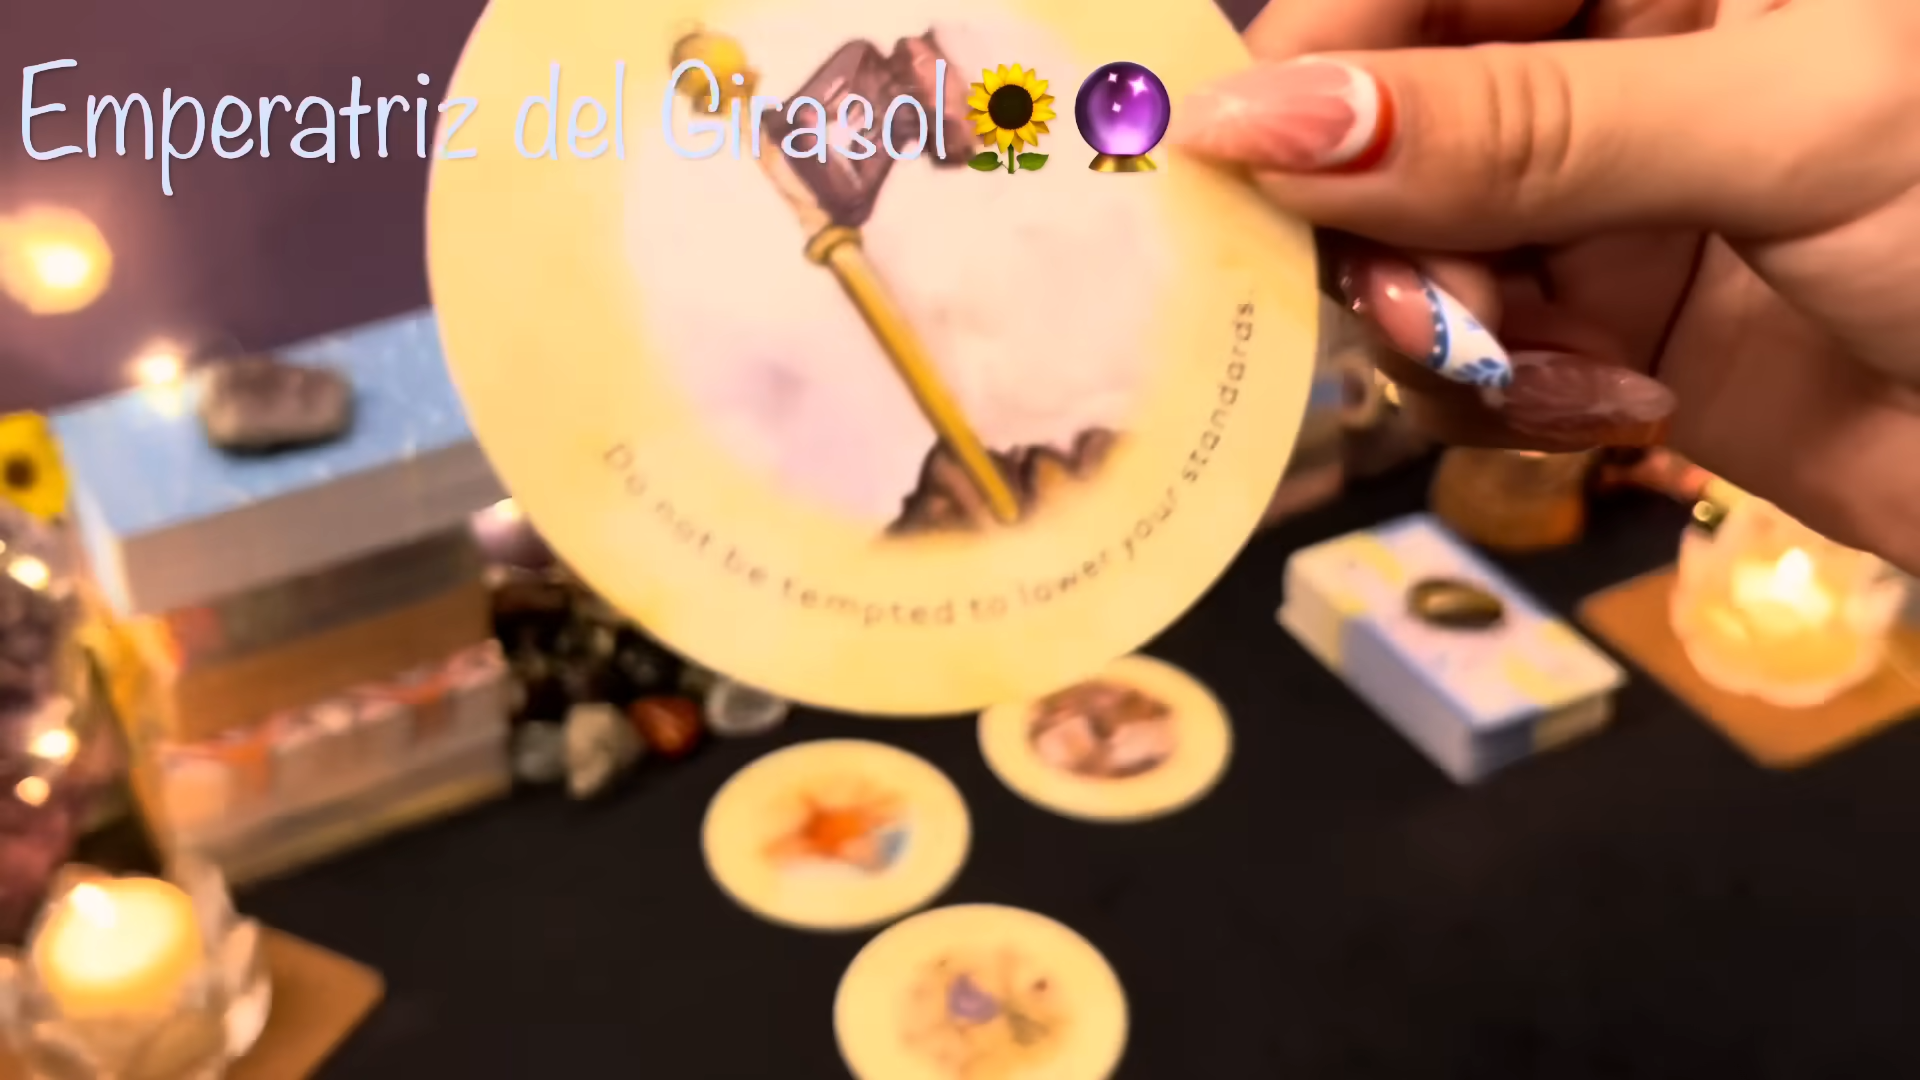 Emperatriz del Girasol🌻🔮
Do not be tempted to lower your standards.